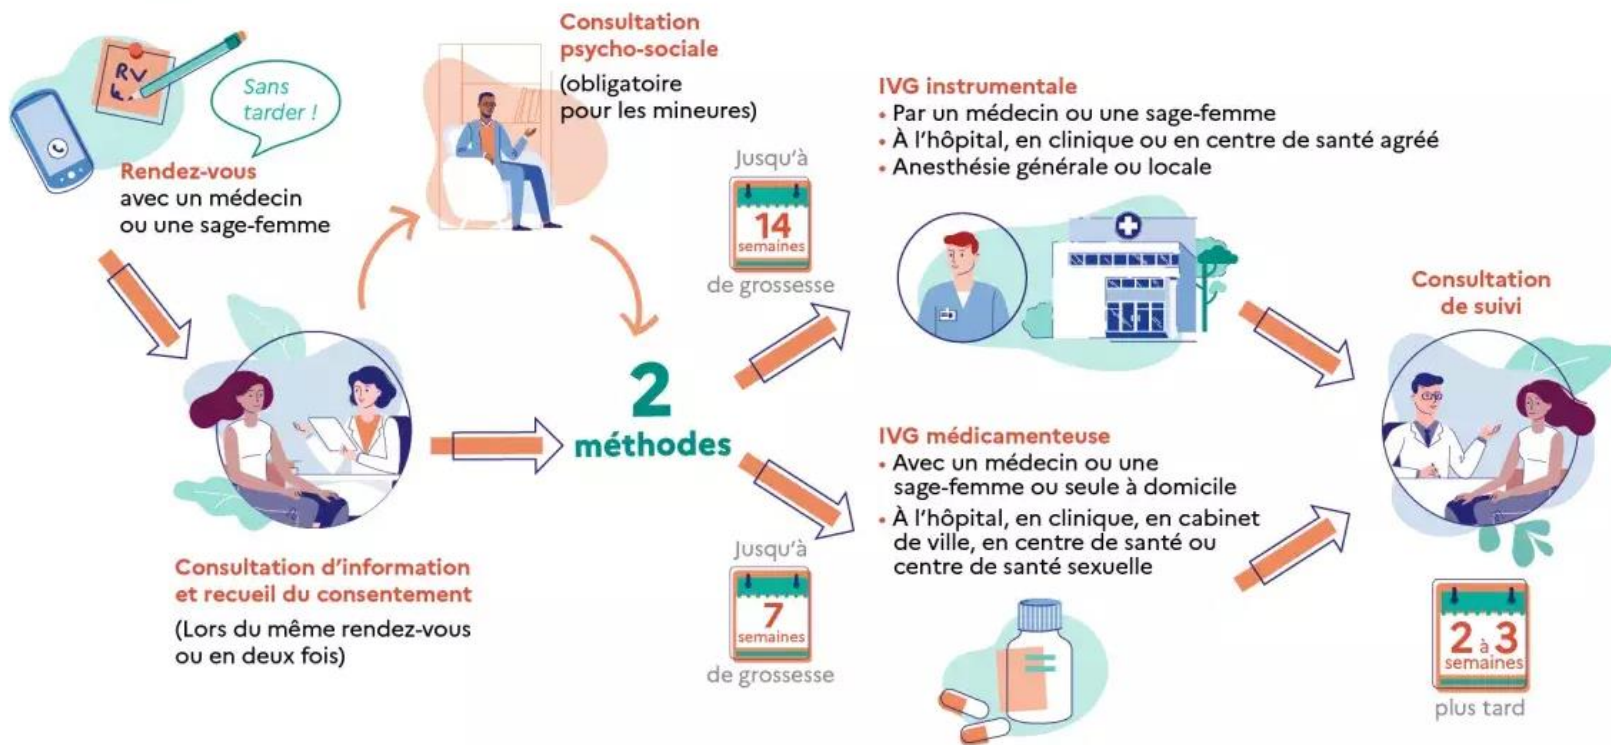 RV
Sans
tarder !
Rendez-vous
avec un médecin
ou une sage-femme
Consultation d’information
et recueil du consentement
(Lors du même rendez-vous
ou en deux fois)
Consultation
psycho-sociale
(obligatoire
pour les mineures)
2
méthodes
Jusqu’à
14
semaines
de grossesse
IVG instrumentale
• Par un médecin ou une sage-femme
• À l’hôpital, en clinique ou en centre de santé agréé
• Anesthésie générale ou locale
Jusqu’à
7
semaines
de grossesse
IVG médicamenteuse
• Avec un médecin ou une
sage-femme ou seule à domicile
• À l’hôpital, en clinique, en cabinet
de ville, en centre de santé ou
centre de santé sexuelle
Consultation
de suivi
2 à 3
semaines
plus tard